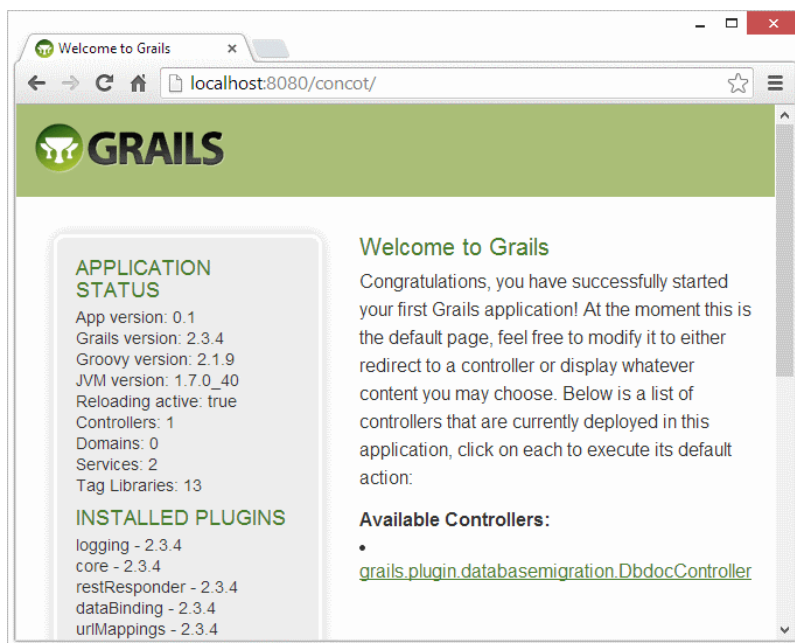 Welcome to Grails
localhost:8080/concot/
GRAILS
APPLICATION
STATUS
App version: 0.1
Grails version: 2.3.4
Groovy version: 2.1.9
JVM version: 1.7.0_40
Reloading active: true
Controllers: 1
Domains: 0
Services: 2
Tag Libraries: 13
INSTALLED PLUGINS
logging - 2.3.4
core - 2.3.4
restResponder - 2.3.4
dataBinding - 2.3.4
urlMappings - 2.3.4
Welcome to Grails
Congratulations, you have successfully started
your first Grails application! At the moment this is
the default page, feel free to modify it to either
redirect to a controller or display whatever
content you may choose. Below is a list of
controllers that are currently deployed in this
application, click on each to execute its default
action:
Available Controllers:
•
grails.plugin.databasemigration.DbdocController